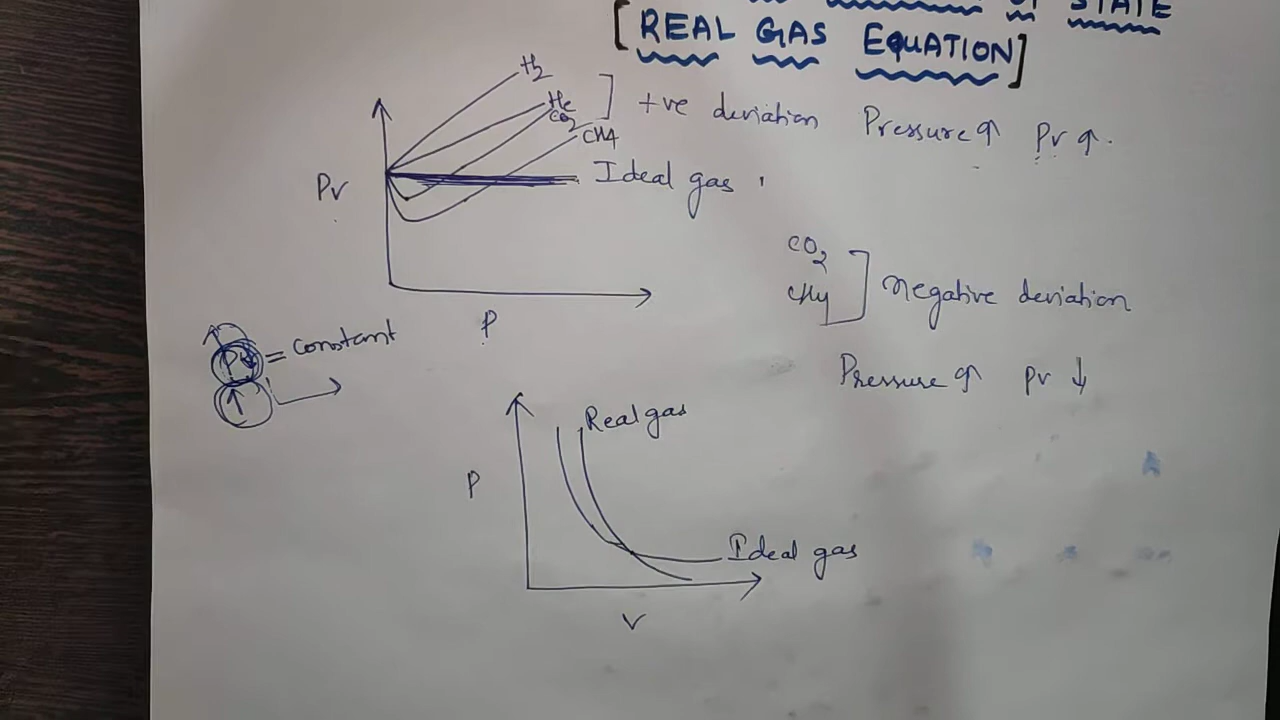 OF STATE
[REAL GAS EQUATION]
H2
He
CO2
CH4
+ve deviation Pressure ↑ PV ↑.
PV
Ideal gas
P
CO2
CH4
negative deviation
Pressure ↑ PV ↓
PV = constant
↑
Real gas
P
Ideal gas
V